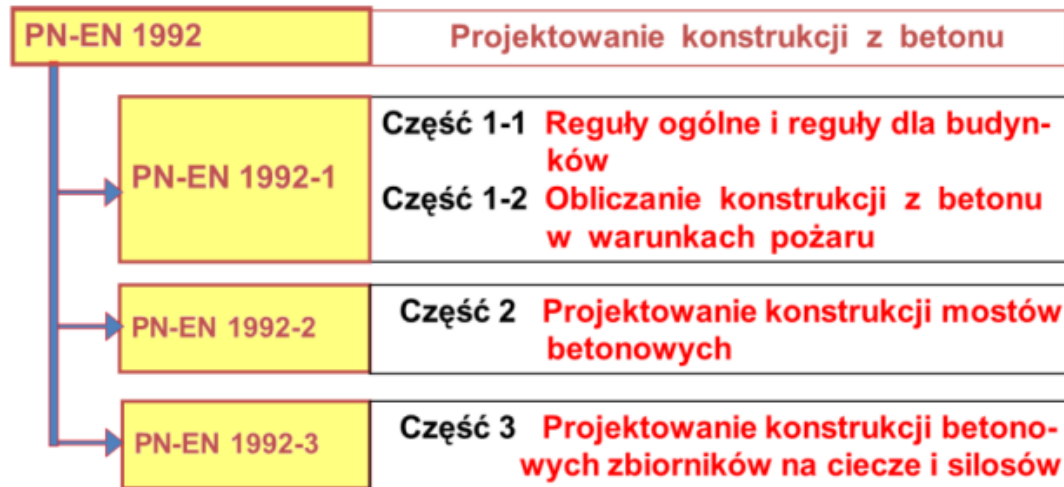 PN-EN 1992
Projektowanie konstrukcji z betonu
PN-EN 1992-1
Część 1-1 Reguły ogólne i reguły dla budyn-
ków
Część 1-2 Obliczanie konstrukcji z betonu
w warunkach pożaru
PN-EN 1992-2
Część 2 Projektowanie konstrukcji mostów
betonowych
PN-EN 1992-3
Część 3 Projektowanie konstrukcji betono-
wych zbiorników na ciecze i silosów